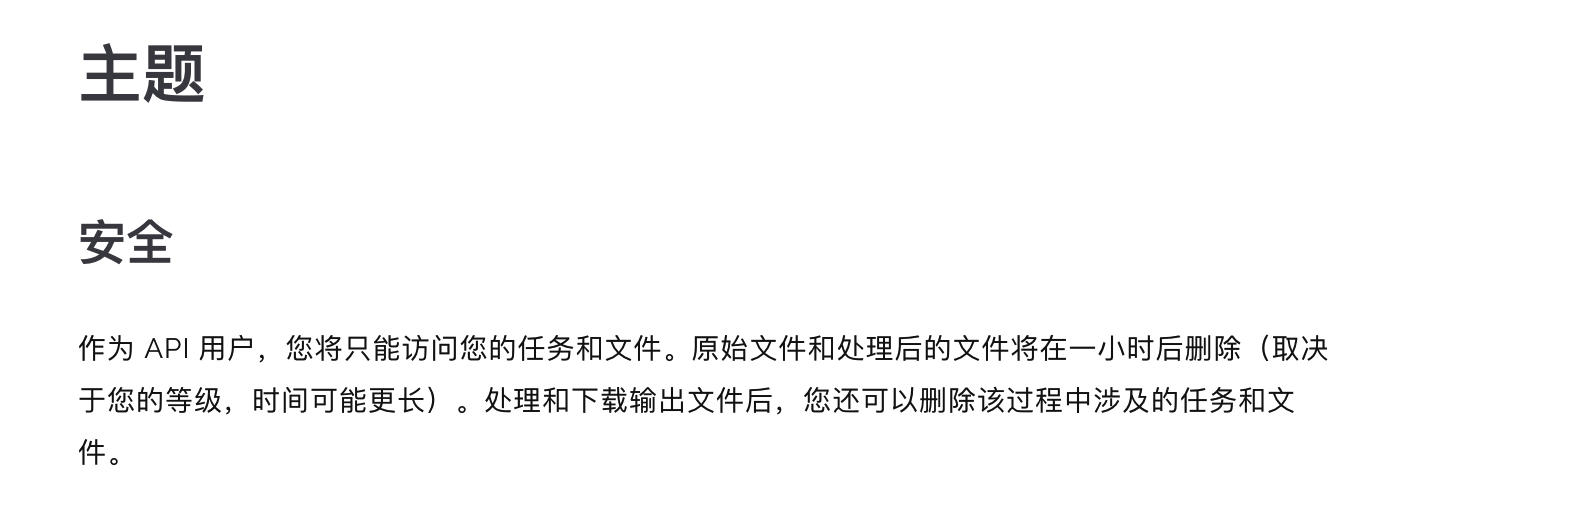 主题
安全
作为 API 用户，您将只能访问您的任务和文件。原始文件和处理后的文件将在一小时后删除（取决
于您的等级，时间可能更长）。处理和下载输出文件后，您还可以删除该过程中涉及的任务和文
件。